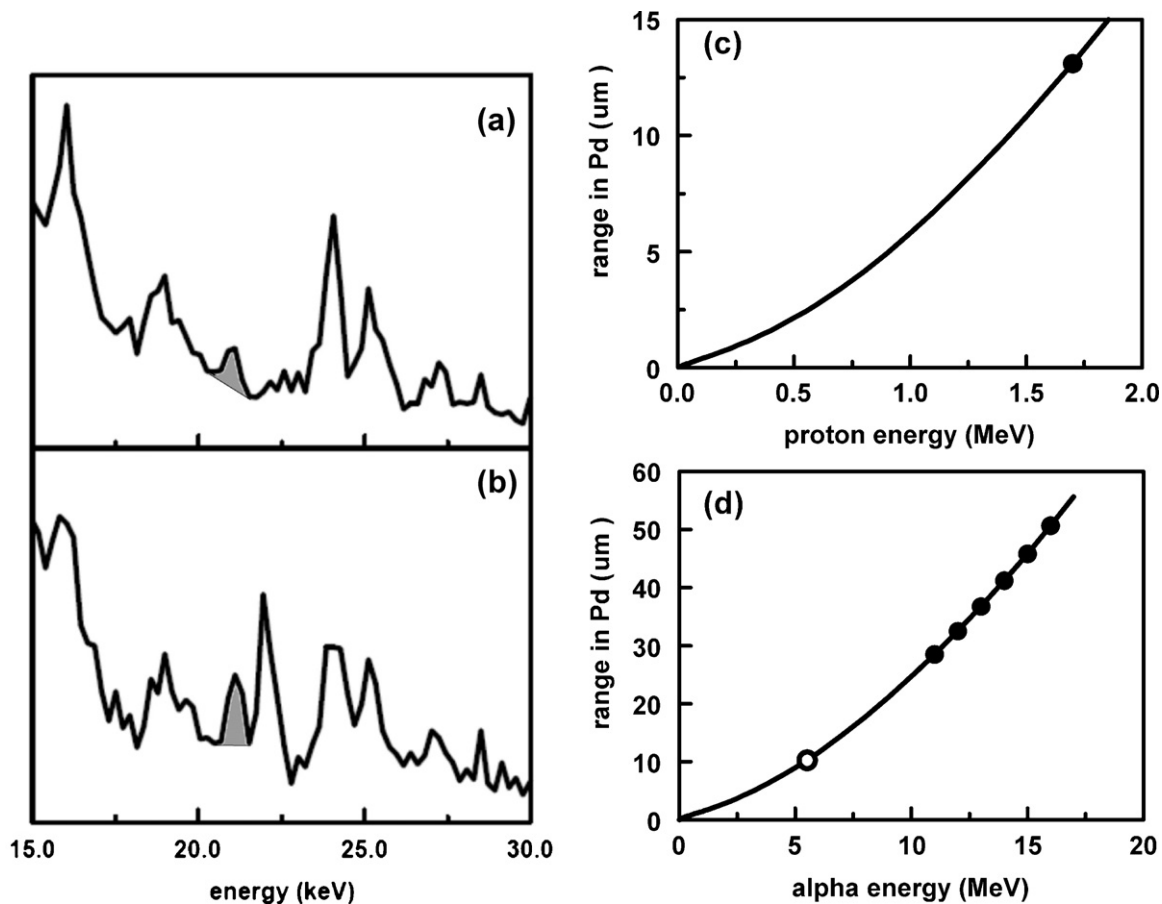 (a)
(b)
15.0 20.0 25.0 30.0
energy (keV)
(c)
range in Pd (um)
15
10
5
0
0.0 0.5 1.0 1.5 2.0
proton energy (MeV)
(d)
range in Pd (um )
60
50
40
30
20
10
0
0 5 10 15 20
alpha energy (MeV)